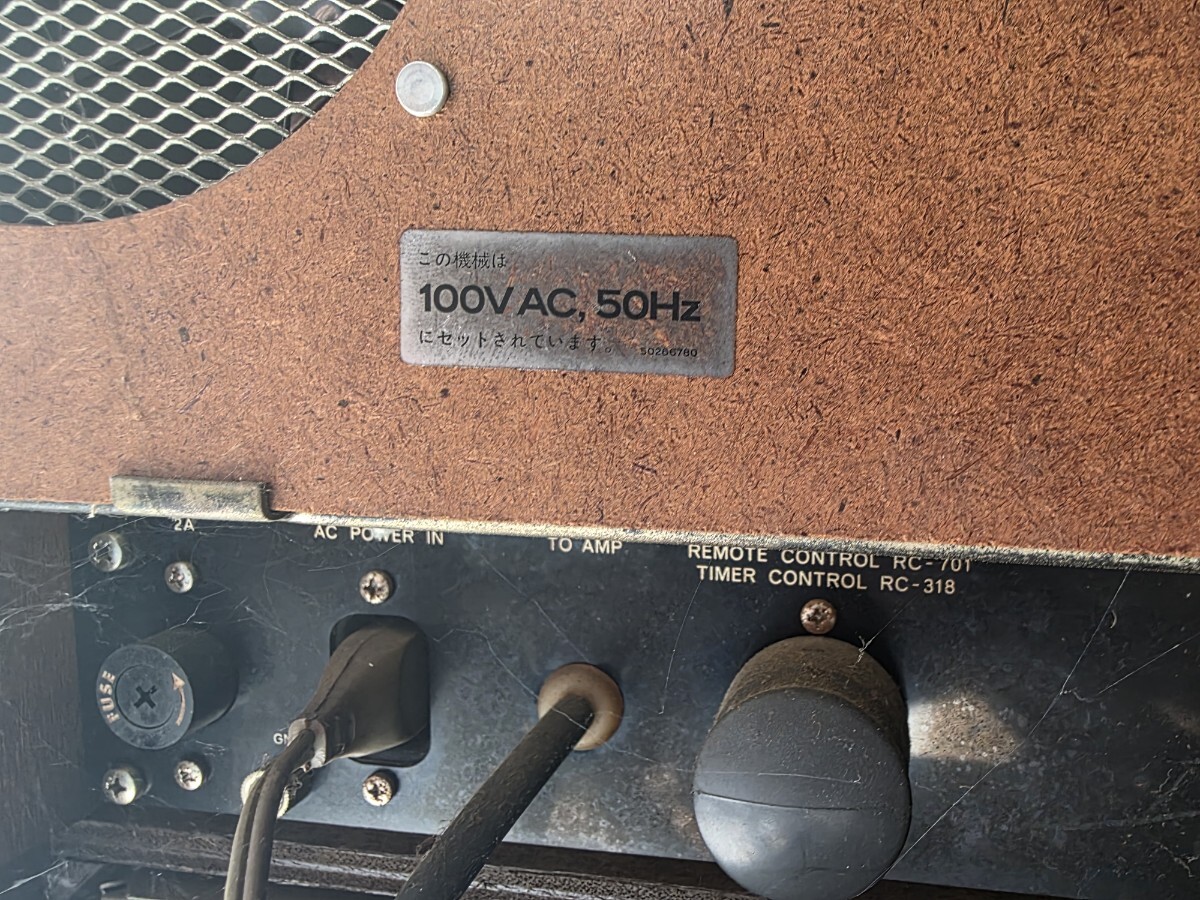 この機械は
100V AC, 50Hz
にセットされています。 50266780
2A
AC POWER IN
TO AMP
REMOTE CONTROL RC-701
TIMER CONTROL RC-318
FUSE